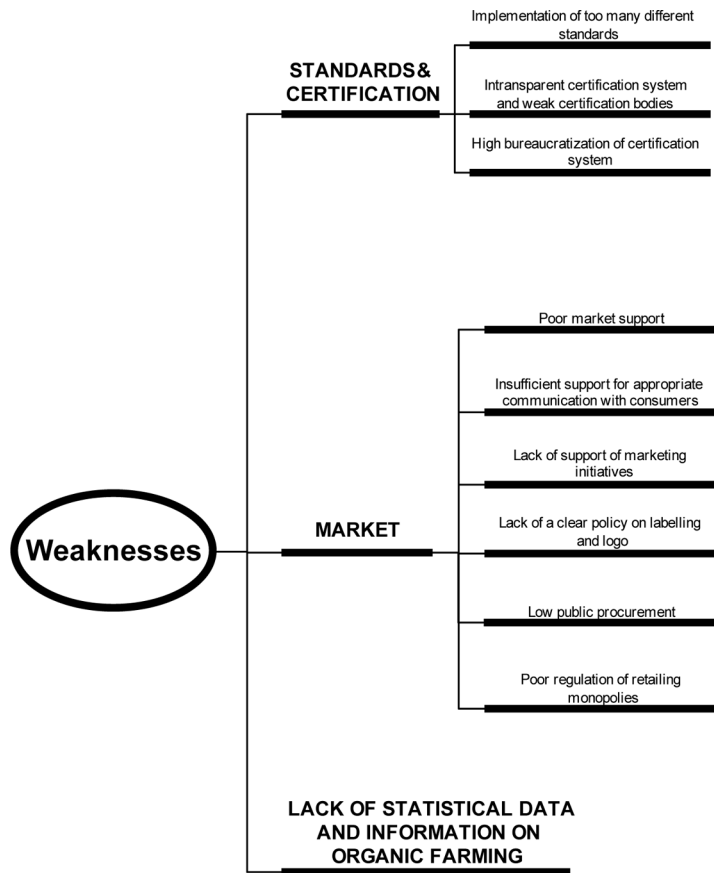 Implementation of too many different
standards
STANDARDS&
CERTIFICATION
Intransparent certification system
and weak certification bodies
High bureaucratization of certification
system
Poor market support
Insufficient support for appropriate
communication with consumers
Lack of support of marketing
initiatives
Weaknesses
MARKET
Lack of a clear policy on labelling
and logo
Low public procurement
Poor regulation of retailing
monopolies
LACK OF STATISTICAL DATA
AND INFORMATION ON
ORGANIC FARMING